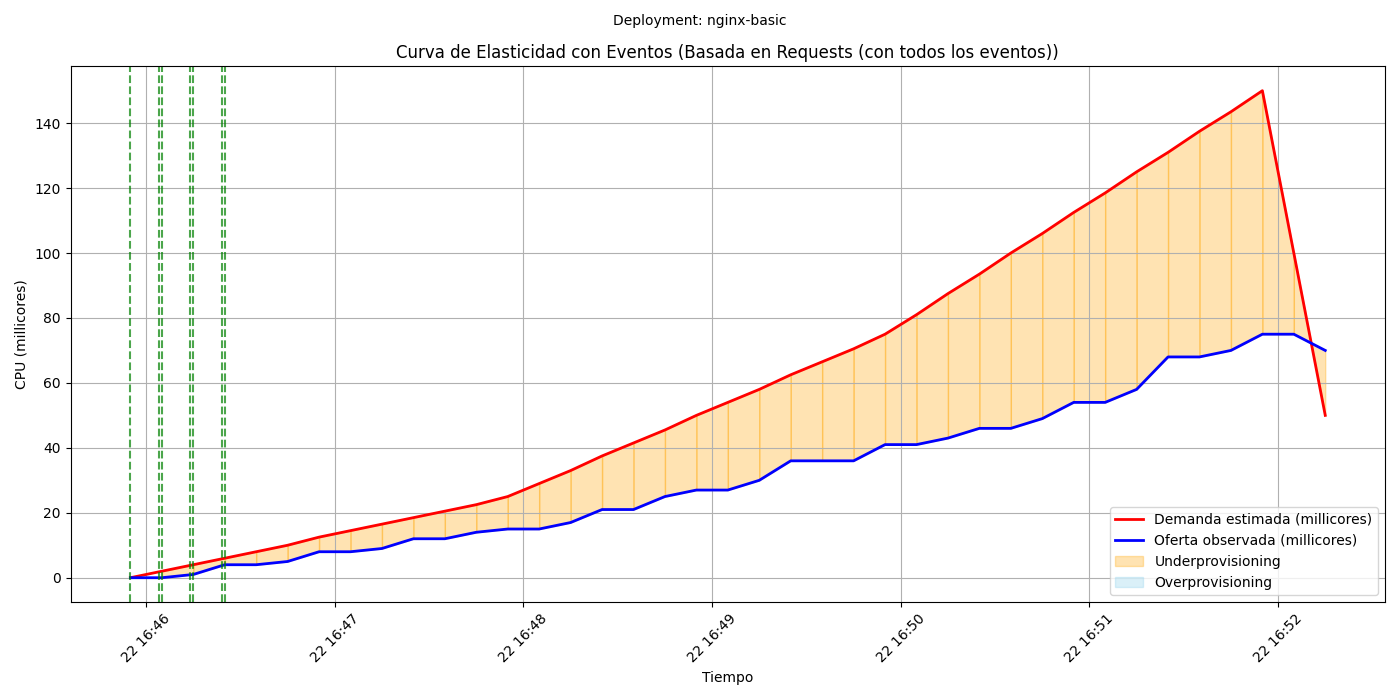 Deployment: nginx-basic
Curva de Elasticidad con Eventos (Basada en Requests (con todos los eventos))
CPU (millicores)
140
120
100
80
60
40
20
0
22 16:46
22 16:47
22 16:48
22 16:49
22 16:50
22 16:51
22 16:52
Tiempo
Demanda estimada (millicores)
Oferta observada (millicores)
Underprovisioning
Overprovisioning